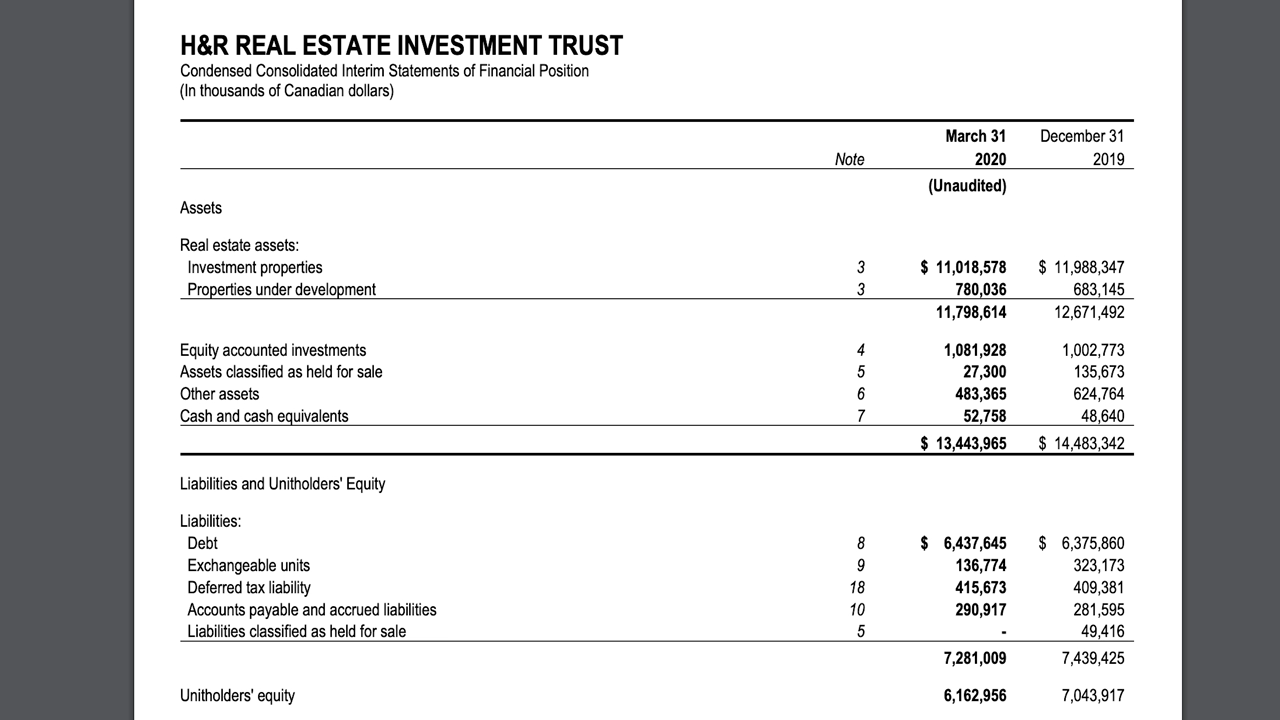 H&R REAL ESTATE INVESTMENT TRUST
Condensed Consolidated Interim Statements of Financial Position
(In thousands of Canadian dollars)
March 31 December 31
Note 2020 2019
(Unaudited)
Assets
Real estate assets:
Investment properties 3 $ 11,018,578 $ 11,988,347
Properties under development 3 780,036 683,145
11,798,614 12,671,492
Equity accounted investments 4 1,081,928 1,002,773
Assets classified as held for sale 5 27,300 135,673
Other assets 6 483,365 624,764
Cash and cash equivalents 7 52,758 48,640
$ 13,443,965 $ 14,483,342
Liabilities and Unitholders' Equity
Liabilities:
Debt 8 $ 6,437,645 $ 6,375,860
Exchangeable units 9 136,774 323,173
Deferred tax liability 18 415,673 409,381
Accounts payable and accrued liabilities 10 290,917 281,595
Liabilities classified as held for sale 5 - 49,416
7,281,009 7,439,425
Unitholders' equity 6,162,956 7,043,917